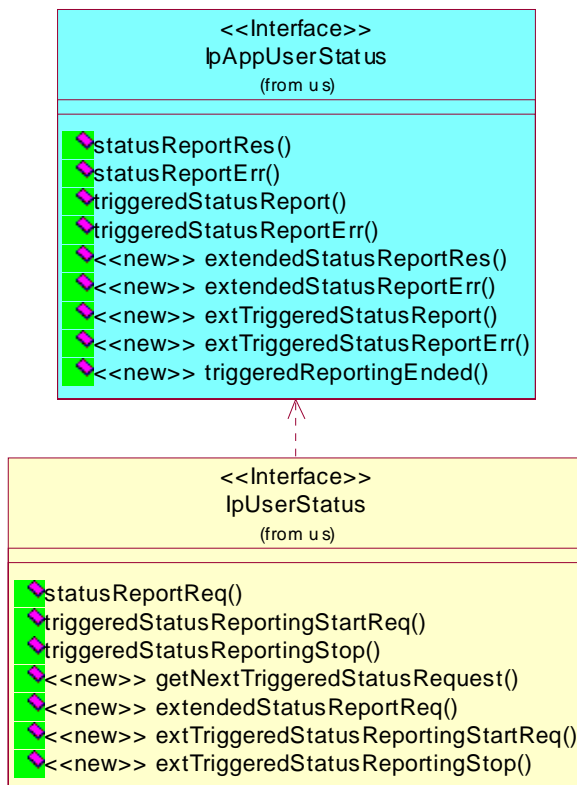 <<Interface>>
IpAppUserStatus
(from us)
statusReportRes()
statusReportErr()
triggeredStatusReport()
triggeredStatusReportErr()
<<new>> extendedStatusReportRes()
<<new>> extendedStatusReportErr()
<<new>> extTriggeredStatusReport()
<<new>> extTriggeredStatusReportErr()
<<new>> triggeredReportingEnded()
<<Interface>>
IpUserStatus
(from us)
statusReportReq()
triggeredStatusReportingStartReq()
triggeredStatusReportingStop()
<<new>> getNextTriggeredStatusRequest()
<<new>> extendedStatusReportReq()
<<new>> extTriggeredStatusReportingStartReq()
<<new>> extTriggeredStatusReportingStop()